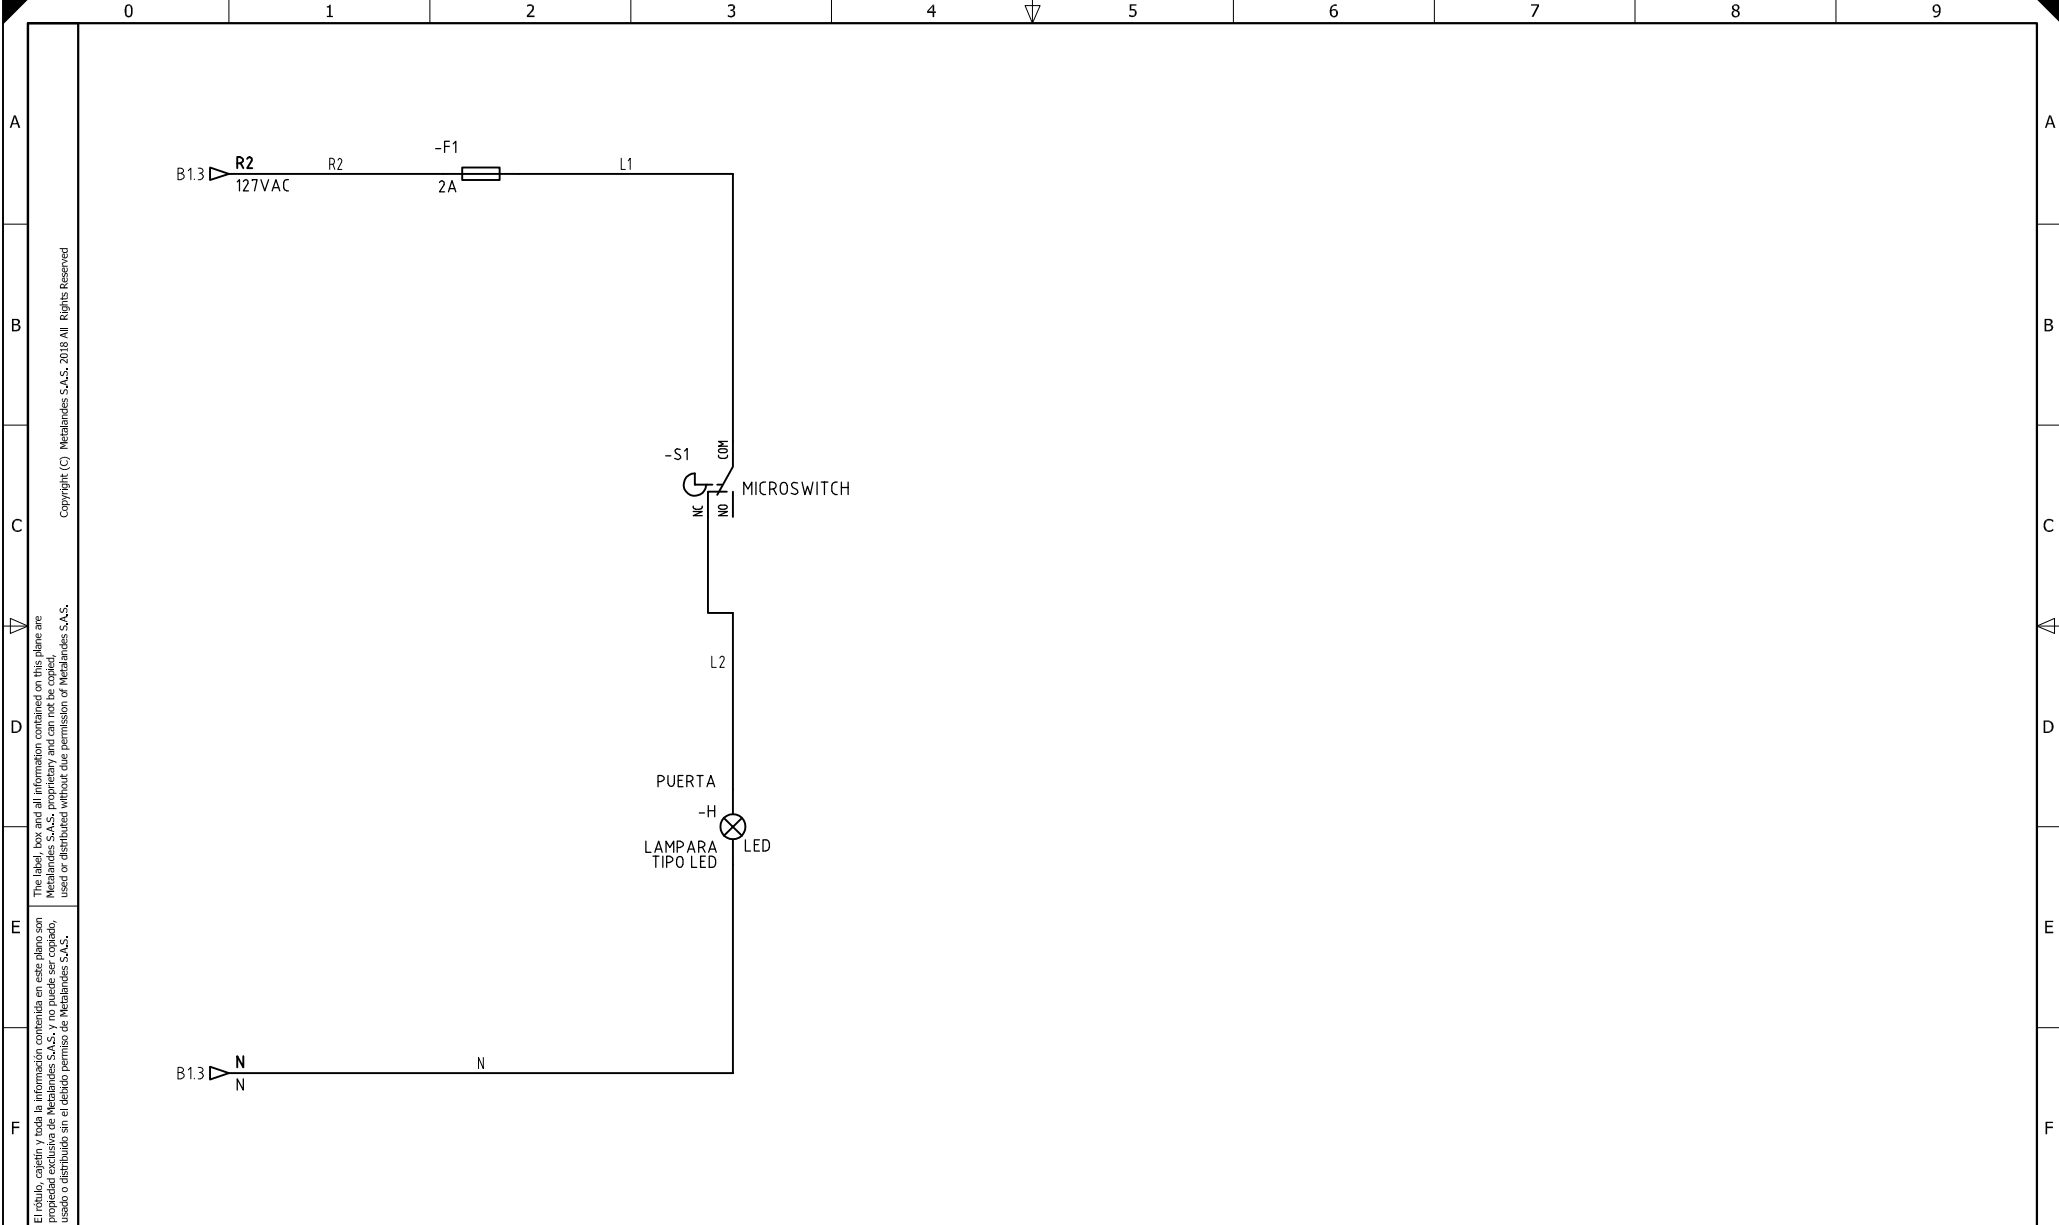 0 1 2 3 4 5 6 7 8 9
A A
-F1
B1.3 R2 R2 L1
127VAC 2A
B B
Copyright (C) Metalandes S.A.S. 2018 All Rights Reserved
-S1 COM
MICROSWITCH
NC NO
C C
The label, box and all information contained on this plane are
Metalandes S.A.S. proprietary and can not be copied,
used or distributed without due permission of Metalandes S.A.S.
L2
D D
PUERTA
-H
LAMPARA LED
TIPO LED
E E
El rótulo, cajetín y toda la información contenida en este plano son
propiedad exclusiva de Metalandes S.A.S. y no puede ser copiado,
usado o distribuido sin el debido permiso de Metalandes S.A.S.
B1.3 N N
N
F F